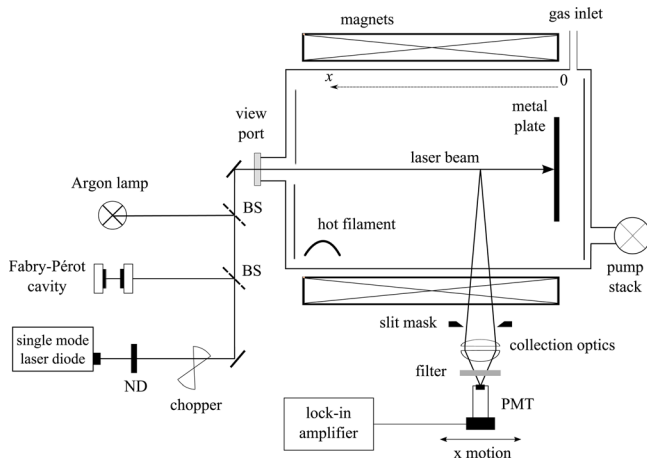 magnets
gas inlet
x
0
view
port
metal
plate
laser beam
Argon lamp
BS
hot filament
Fabry-Pérot
cavity
BS
pump
stack
slit mask
single mode
laser diode
collection optics
ND
filter
chopper
PMT
lock-in
amplifier
x motion